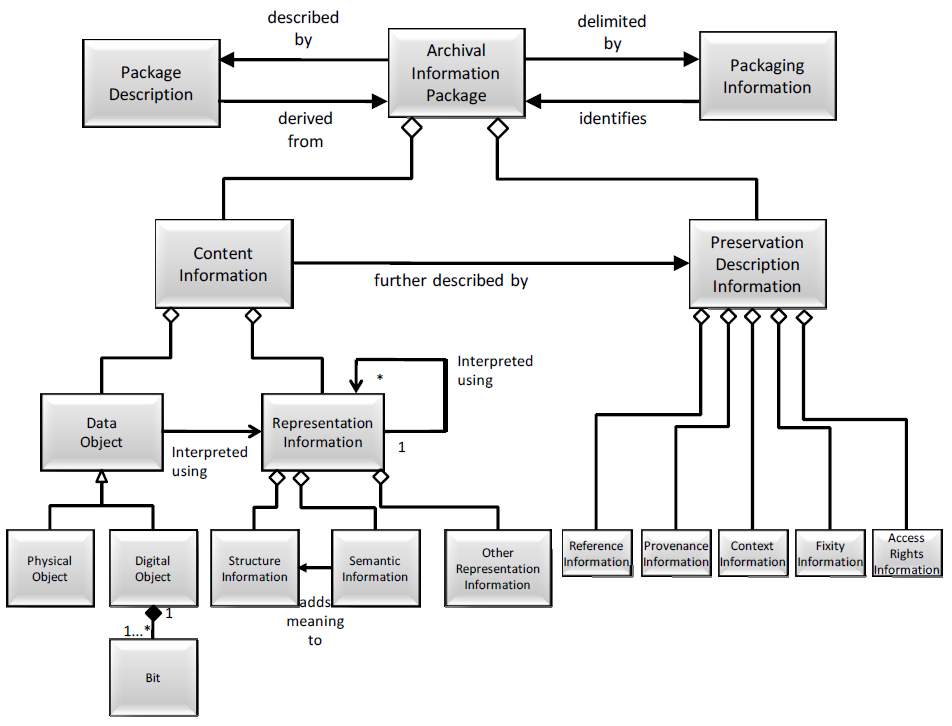 described
by
delimited
by
Package
Description
Archival
Information
Package
Packaging
Information
derived
from
identifies
Content
Information
further described by
Preservation
Description
Information
Data
Object
Interpreted
using
Representation
Information
*
1
Interpreted
using
Physical
Object
Digital
Object
Structure
Information
Semantic
Information
Other
Representation
Information
Reference
Information
Provenance
Information
Context
Information
Fixity
Information
Access
Rights
Information
adds
meaning
to
1
1...*
Bit